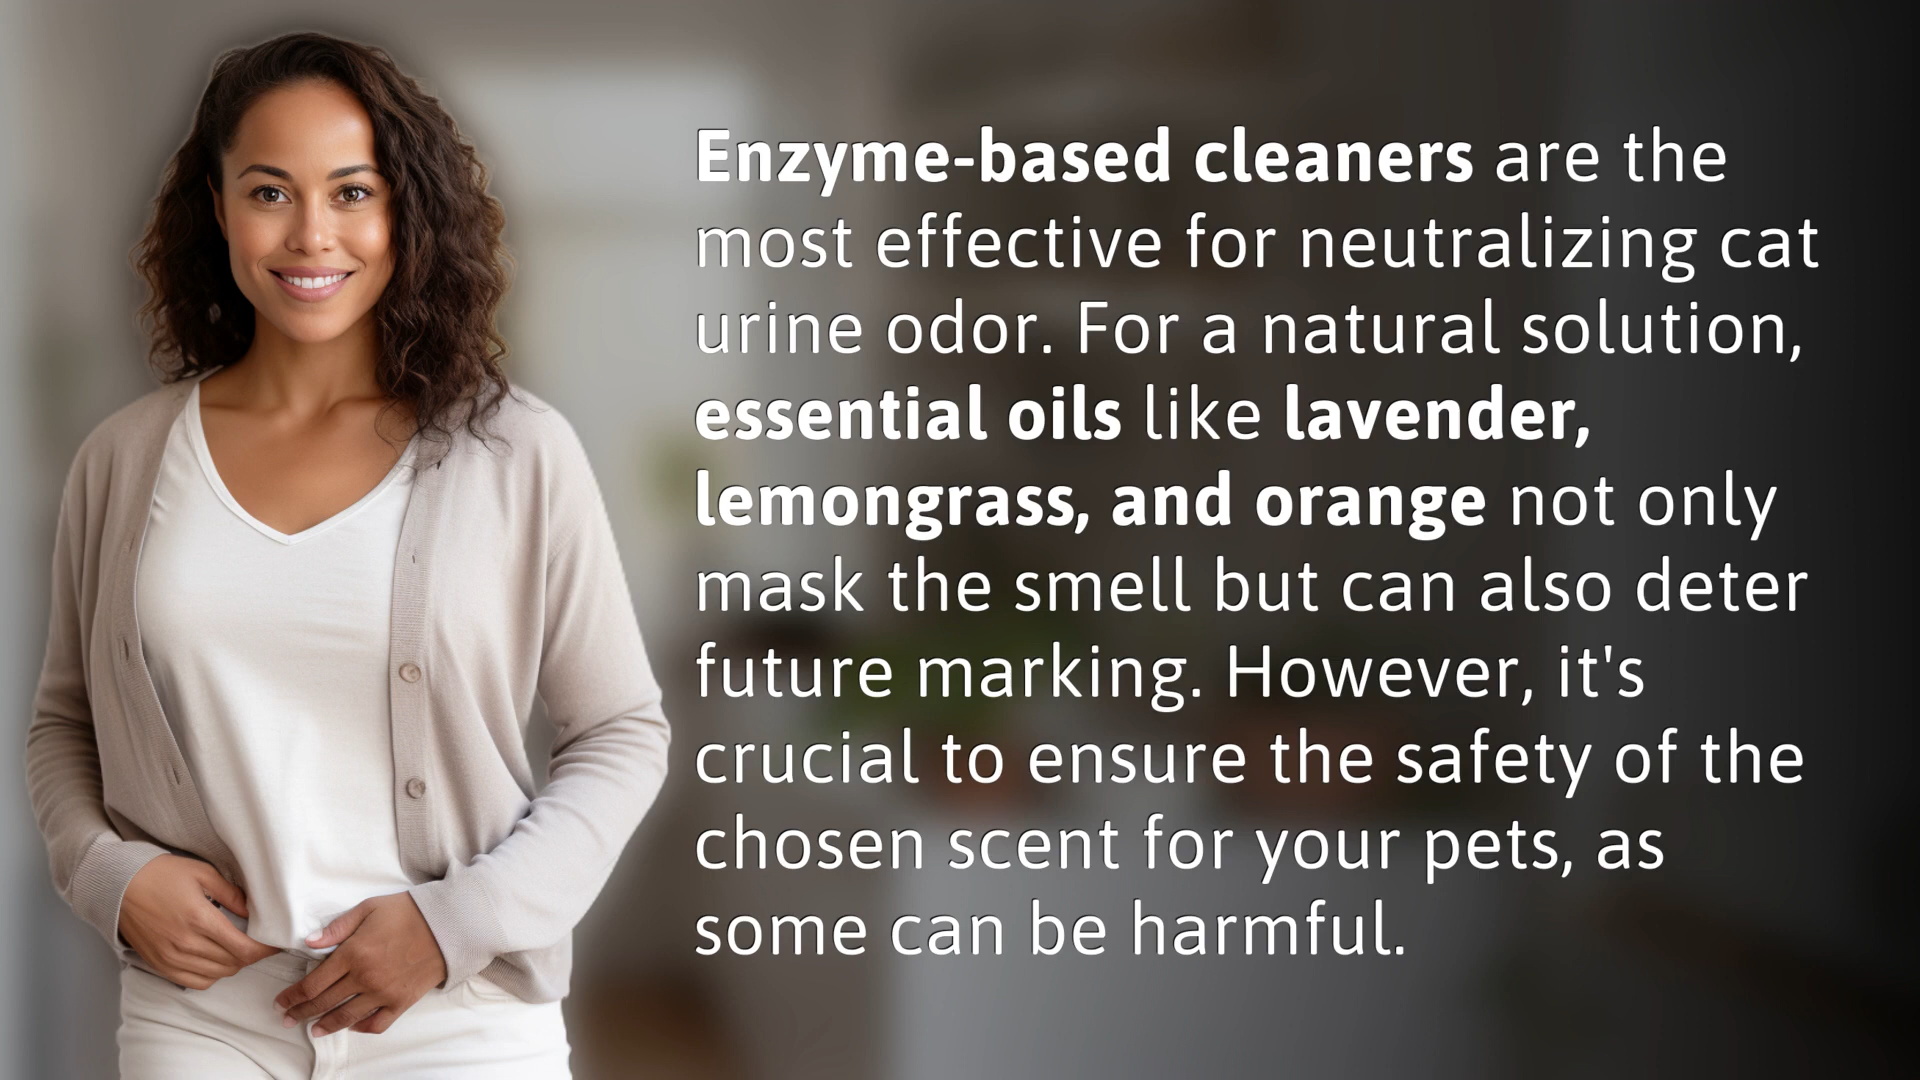 Enzyme-based cleaners are the
most effective for neutralizing cat
urine odor. For a natural solution,
essential oils like lavender,
lemongrass, and orange not only
mask the smell but can also deter
future marking. However, it's
crucial to ensure the safety of the
chosen scent for your pets, as
some can be harmful.